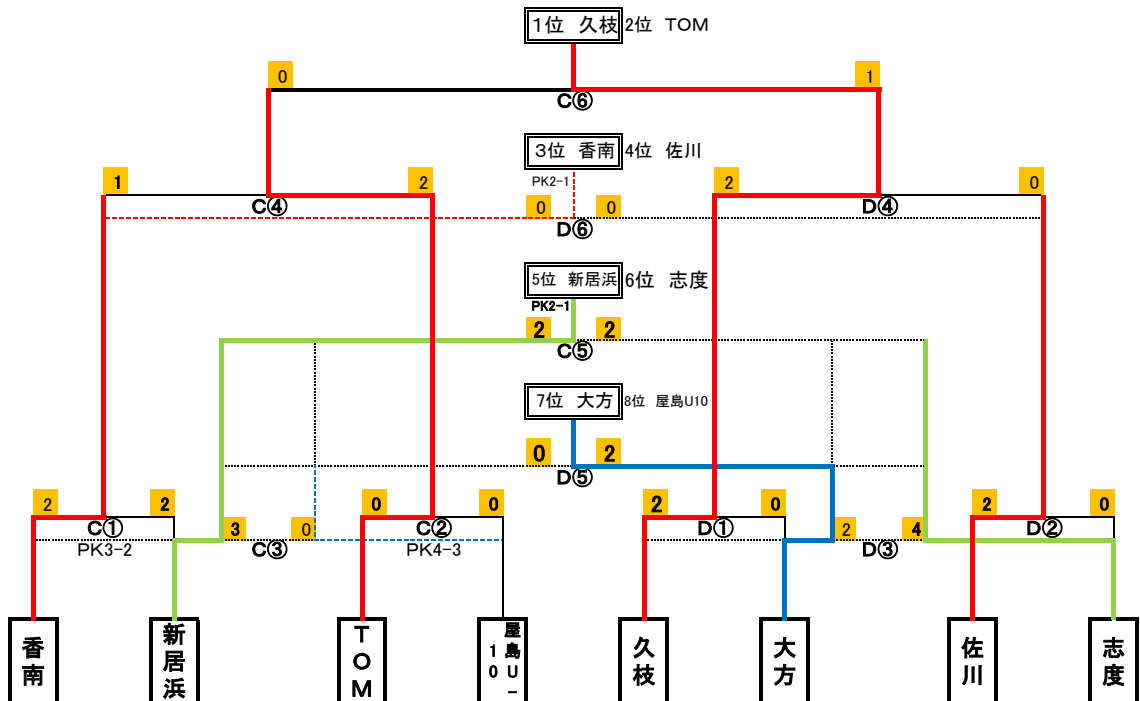 1位 久枝 2位 TOM
0 1
C⑥
3位 香南 4位 佐川
PK2-1
1 2 2 0
C④ D④
0 0
D⑥
5位 新居浜 6位 志度
PK2-1
2 2
C⑤
7位 大方 8位 屋島U10
0 2
D⑤
2 2 0 0 2 0 2 0
C① C② D① D②
3 0 2 4
PK3-2 C③ PK4-3 D③
香南
新居浜
TOM
屋島U-10
久枝
大方
佐川
志度